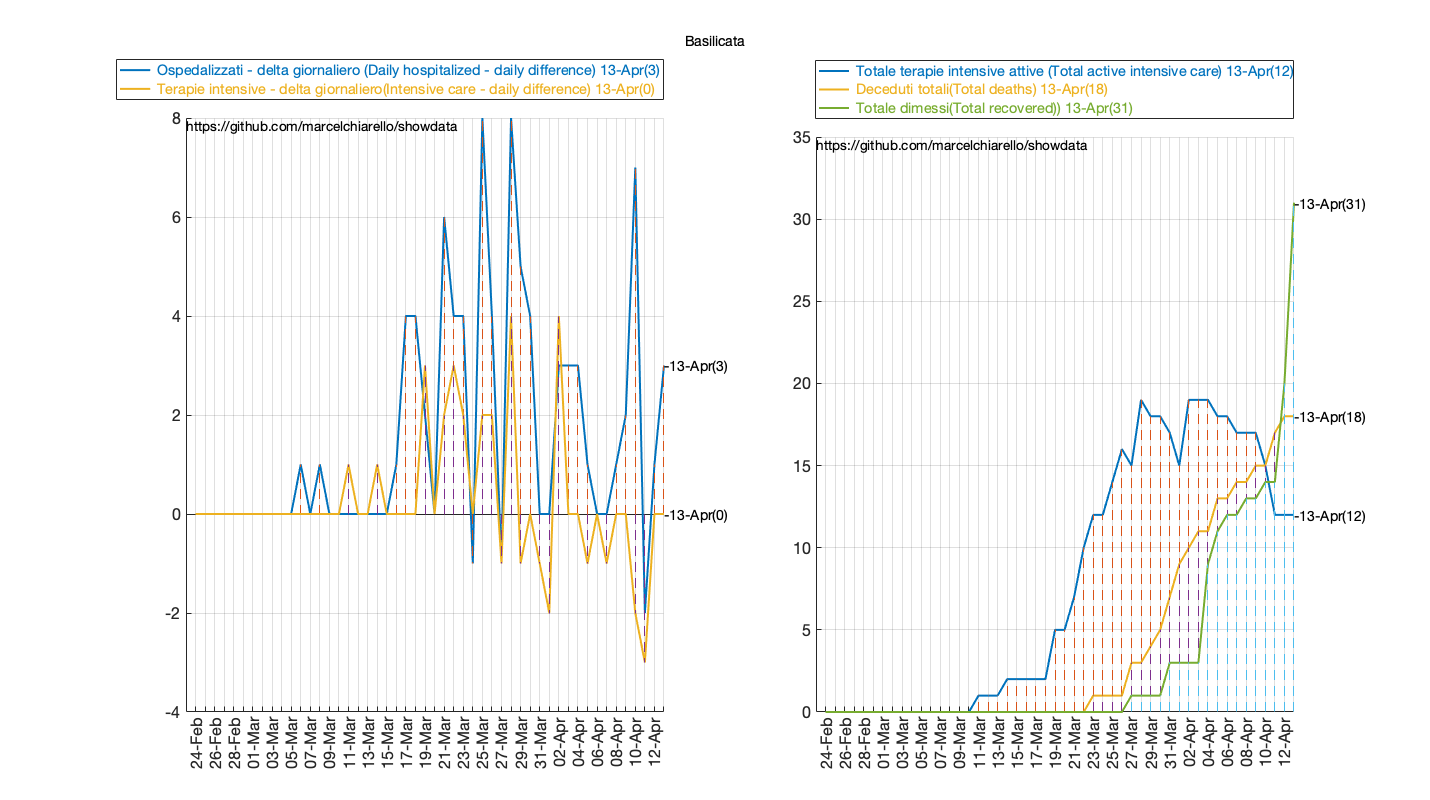 Basilicata
Ospedalizzati - delta giornaliero (Daily hospitalized - daily difference) 13-Apr(3)
Terapie intensive - delta giornaliero(Intensive care - daily difference) 13-Apr(0)
https://github.com/marcelchiarello/showdata
8
6
4
2
0
-2
-4
13-Apr(3)
13-Apr(0)
24-Feb
26-Feb
28-Feb
01-Mar
03-Mar
05-Mar
07-Mar
09-Mar
11-Mar
13-Mar
15-Mar
17-Mar
19-Mar
21-Mar
23-Mar
25-Mar
27-Mar
29-Mar
31-Mar
02-Apr
04-Apr
06-Apr
08-Apr
10-Apr
12-Apr
Totale terapie intensive attive (Total active intensive care) 13-Apr(12)
Deceduti totali(Total deaths) 13-Apr(18)
Totale dimessi(Total recovered)) 13-Apr(31)
https://github.com/marcelchiarello/showdata
35
30
25
20
15
10
5
0
13-Apr(31)
13-Apr(18)
13-Apr(12)
24-Feb
26-Feb
28-Feb
01-Mar
03-Mar
05-Mar
07-Mar
09-Mar
11-Mar
13-Mar
15-Mar
17-Mar
19-Mar
21-Mar
23-Mar
25-Mar
27-Mar
29-Mar
31-Mar
02-Apr
04-Apr
06-Apr
08-Apr
10-Apr
12-Apr